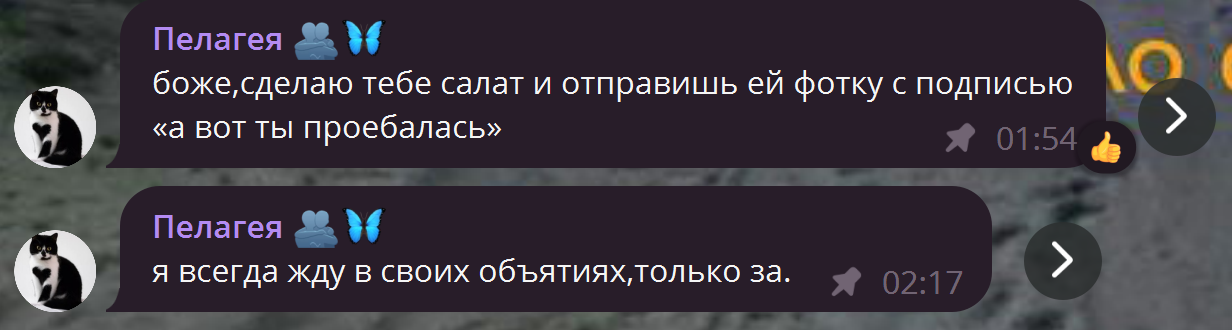 Пелагея
боже,сделаю тебе салат и отправишь ей фотку с подписью
«а вот ты проебалась»
01:54
Пелагея
я всегда жду в своих объятиях,только за.
02:17